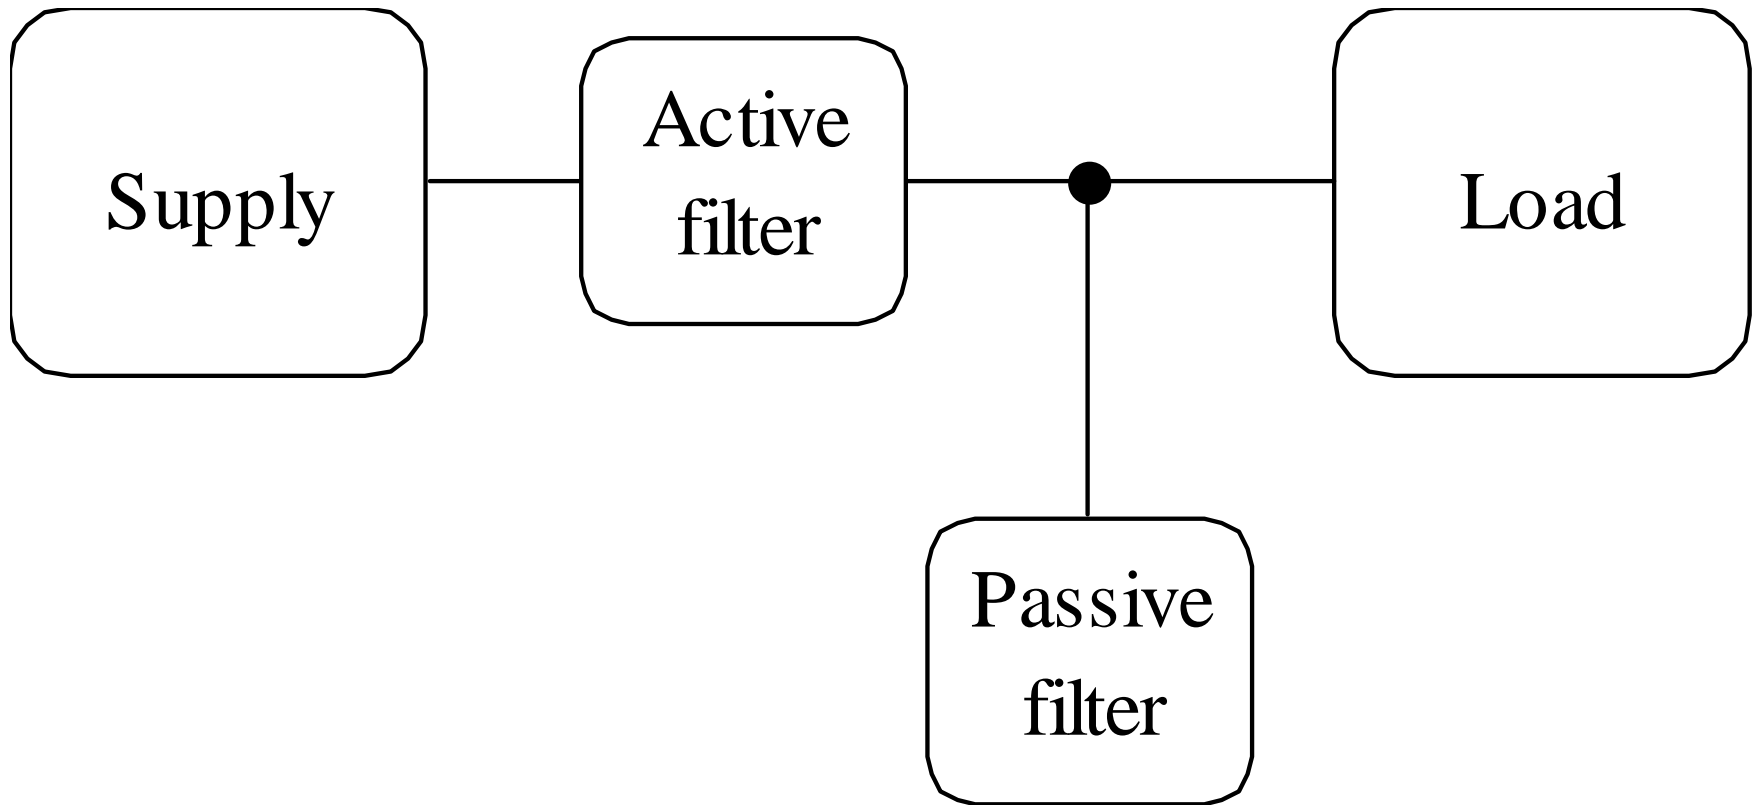 Supply
Active
filter
Load
Passive
filter